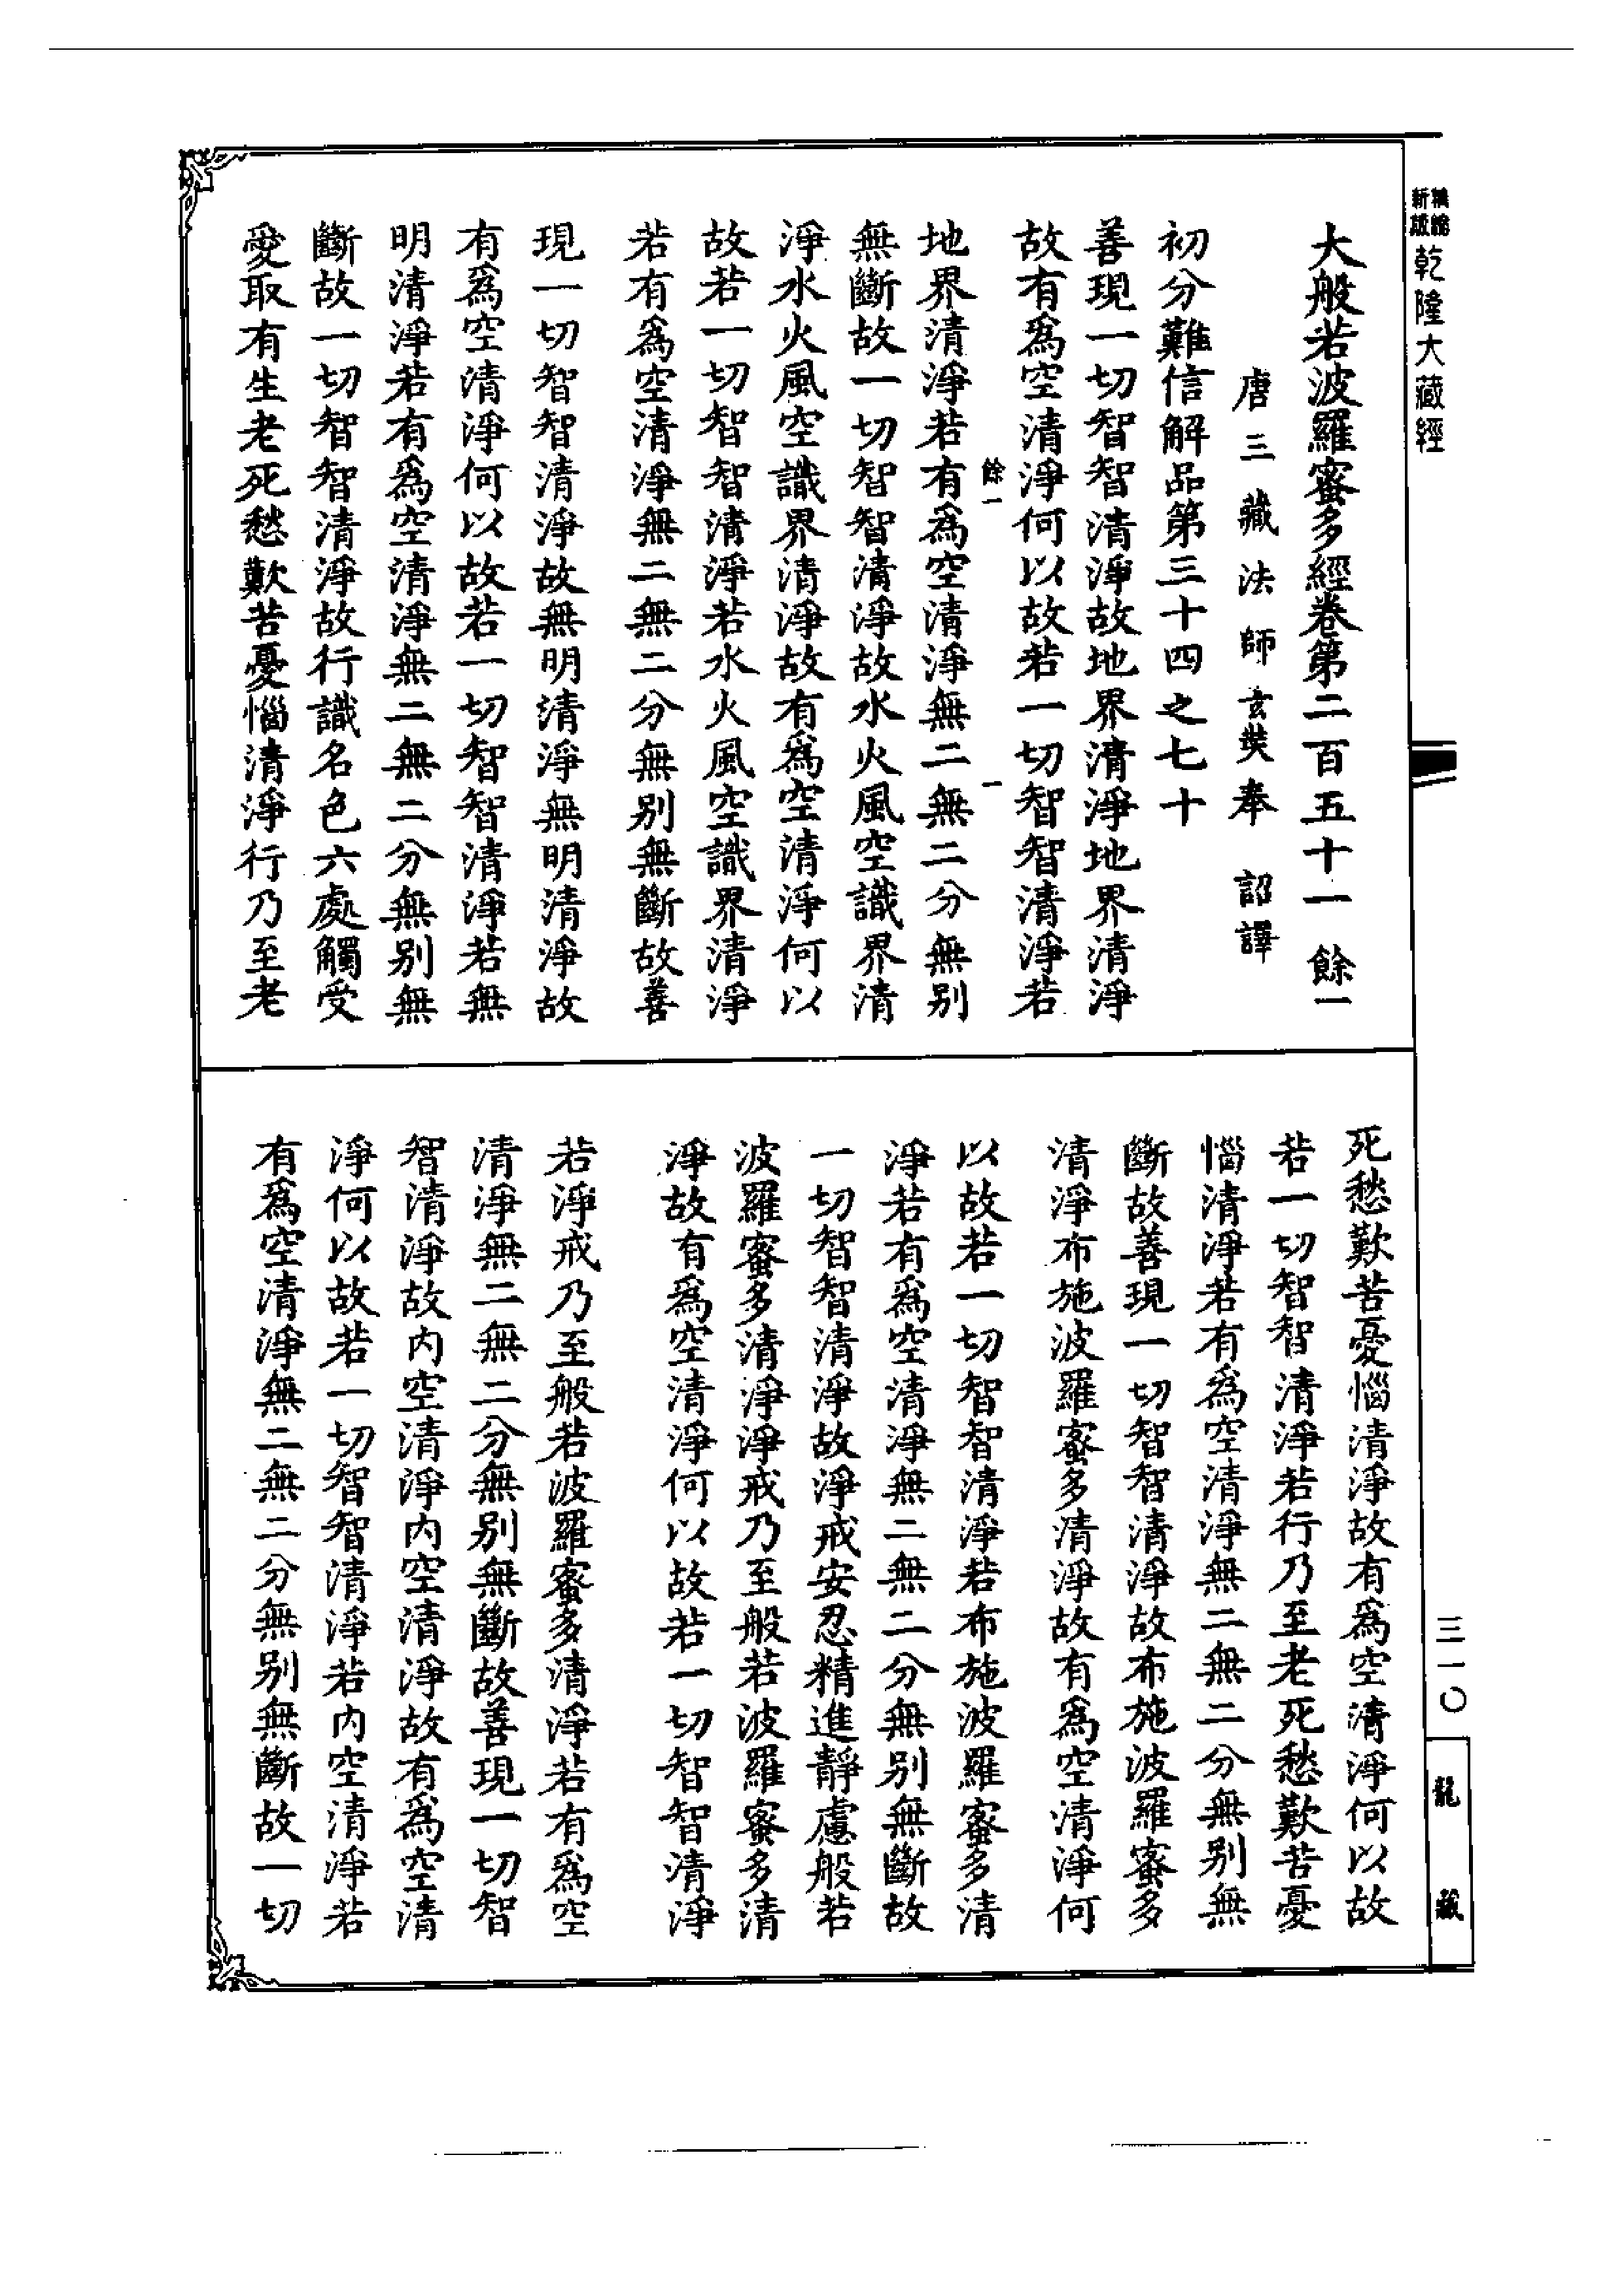 新版精縮
乾隆大藏經
大般若波羅蜜多經卷第二百五十一 餘一
唐三藏法師玄奘奉 詔譯
初分難信解品第三十四之七十
善現一切智智清淨故地界清淨地界清淨
故有爲空清淨何以故若一切智智清淨若
餘一 一
地界清淨若有爲空清淨無二無二分無别
無斷故一切智智清淨故水火風空識界清
淨水火風空識界清淨故有爲空清淨何以
故若一切智智清淨若水火風空識界清淨
若有爲空清淨無二無二分無别無斷故善
現一切智智清淨故無明清淨無明清淨故
有爲空清淨何以故若一切智智清淨若無
明清淨若有爲空清淨無二無二分無别無
斷故一切智智清淨故行識名色六處觸受
愛取有生老死愁歎苦憂惱清淨行乃至老
死愁歎苦憂惱清淨故有爲空清淨何以故
若一切智智清淨若行乃至老死愁歎苦憂
惱清淨若有爲空清淨無二無二分無别無
斷故善現一切智智清淨故布施波羅蜜多
清淨布施波羅蜜多清淨故有爲空清淨何
以故若一切智智清淨若布施波羅蜜多清
淨若有爲空清淨無二無二分無别無斷故
一切智智清淨故淨戒安忍精進靜慮般若
波羅蜜多清淨淨戒乃至般若波羅蜜多清
淨故有爲空清淨何以故若一切智智清淨
若淨戒乃至般若波羅蜜多清淨若有爲空
清淨無二無二分無别無斷故善現一切智
智清淨故内空清淨内空清淨故有爲空清
淨何以故若一切智智清淨若内空清淨若
有爲空清淨無二無二分無别無斷故一切
三一〇
龍藏